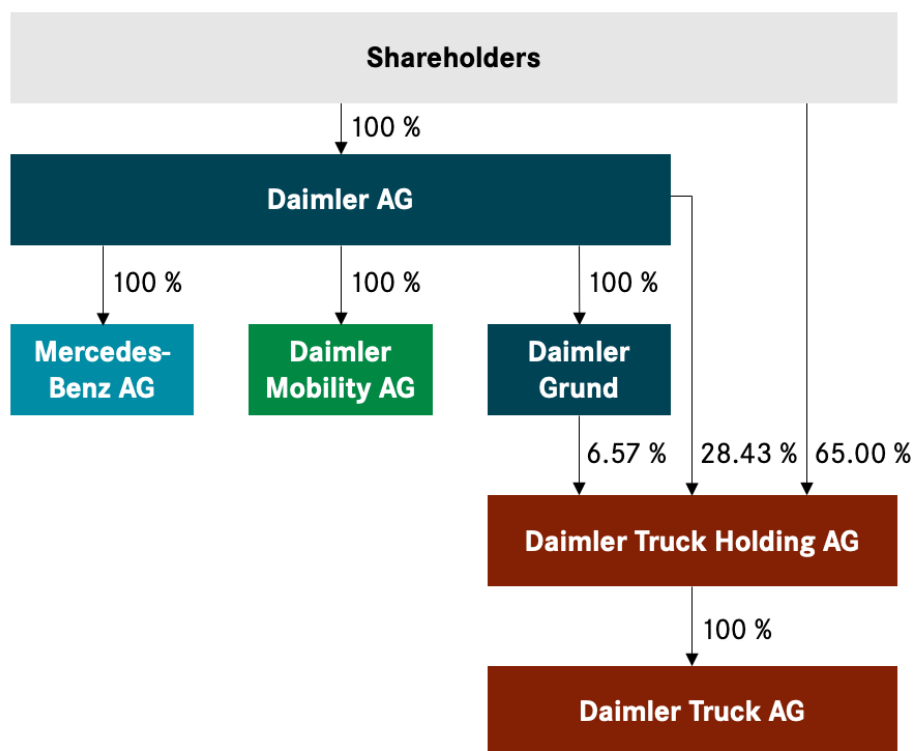 Shareholders
100 %
Daimler AG
100 %
100 %
100 %
Mercedes-
Benz AG
Daimler
Mobility AG
Daimler
Grund
6.57 %
28.43 %
65.00 %
Daimler Truck Holding AG
100 %
Daimler Truck AG